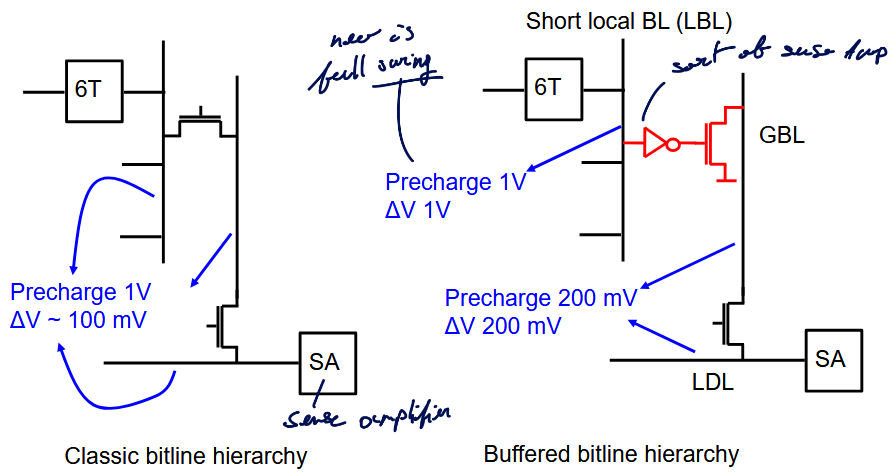 Short local BL (LBL)
now is
full swing
sort of sense Amp
6T
6T
GBL
Precharge 1V
ΔV 1V
Precharge 1V
ΔV ~ 100 mV
Precharge 200 mV
ΔV 200 mV
SA
SA
LDL
sense amplifier
Classic bitline hierarchy
Buffered bitline hierarchy